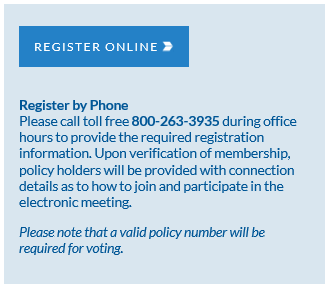 REGISTER ONLINE
Register by Phone
Please call toll free 800-263-3935 during office
hours to provide the required registration
information. Upon verification of membership,
policy holders will be provided with connection
details as to how to join and participate in the
electronic meeting.
Please note that a valid policy number will be
required for voting.